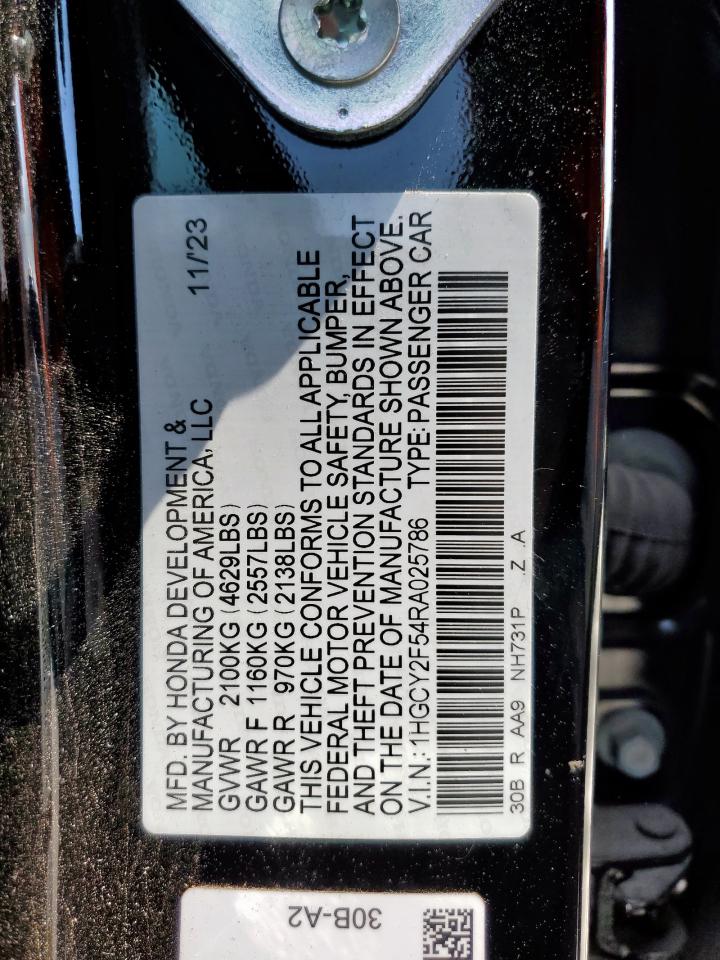 MFD. BY HONDA DEVELOPMENT & 11/'23
MANUFACTURING OF AMERICA, LLC
GVWR 2100KG (4629LBS)
GAWR F 1160KG (2557LBS)
GAWR R 970KG (2138LBS)
THIS VEHICLE CONFORMS TO ALL APPLICABLE
FEDERAL MOTOR VEHICLE SAFETY, BUMPER,
AND THEFT PREVENTION STANDARDS IN EFFECT
ON THE DATE OF MANUFACTURE SHOWN ABOVE.
V.I.N.: 1HGCY2F54RA025786 TYPE: PASSENGER CAR
30B R AA9 NH731P .Z .A
30B-A2